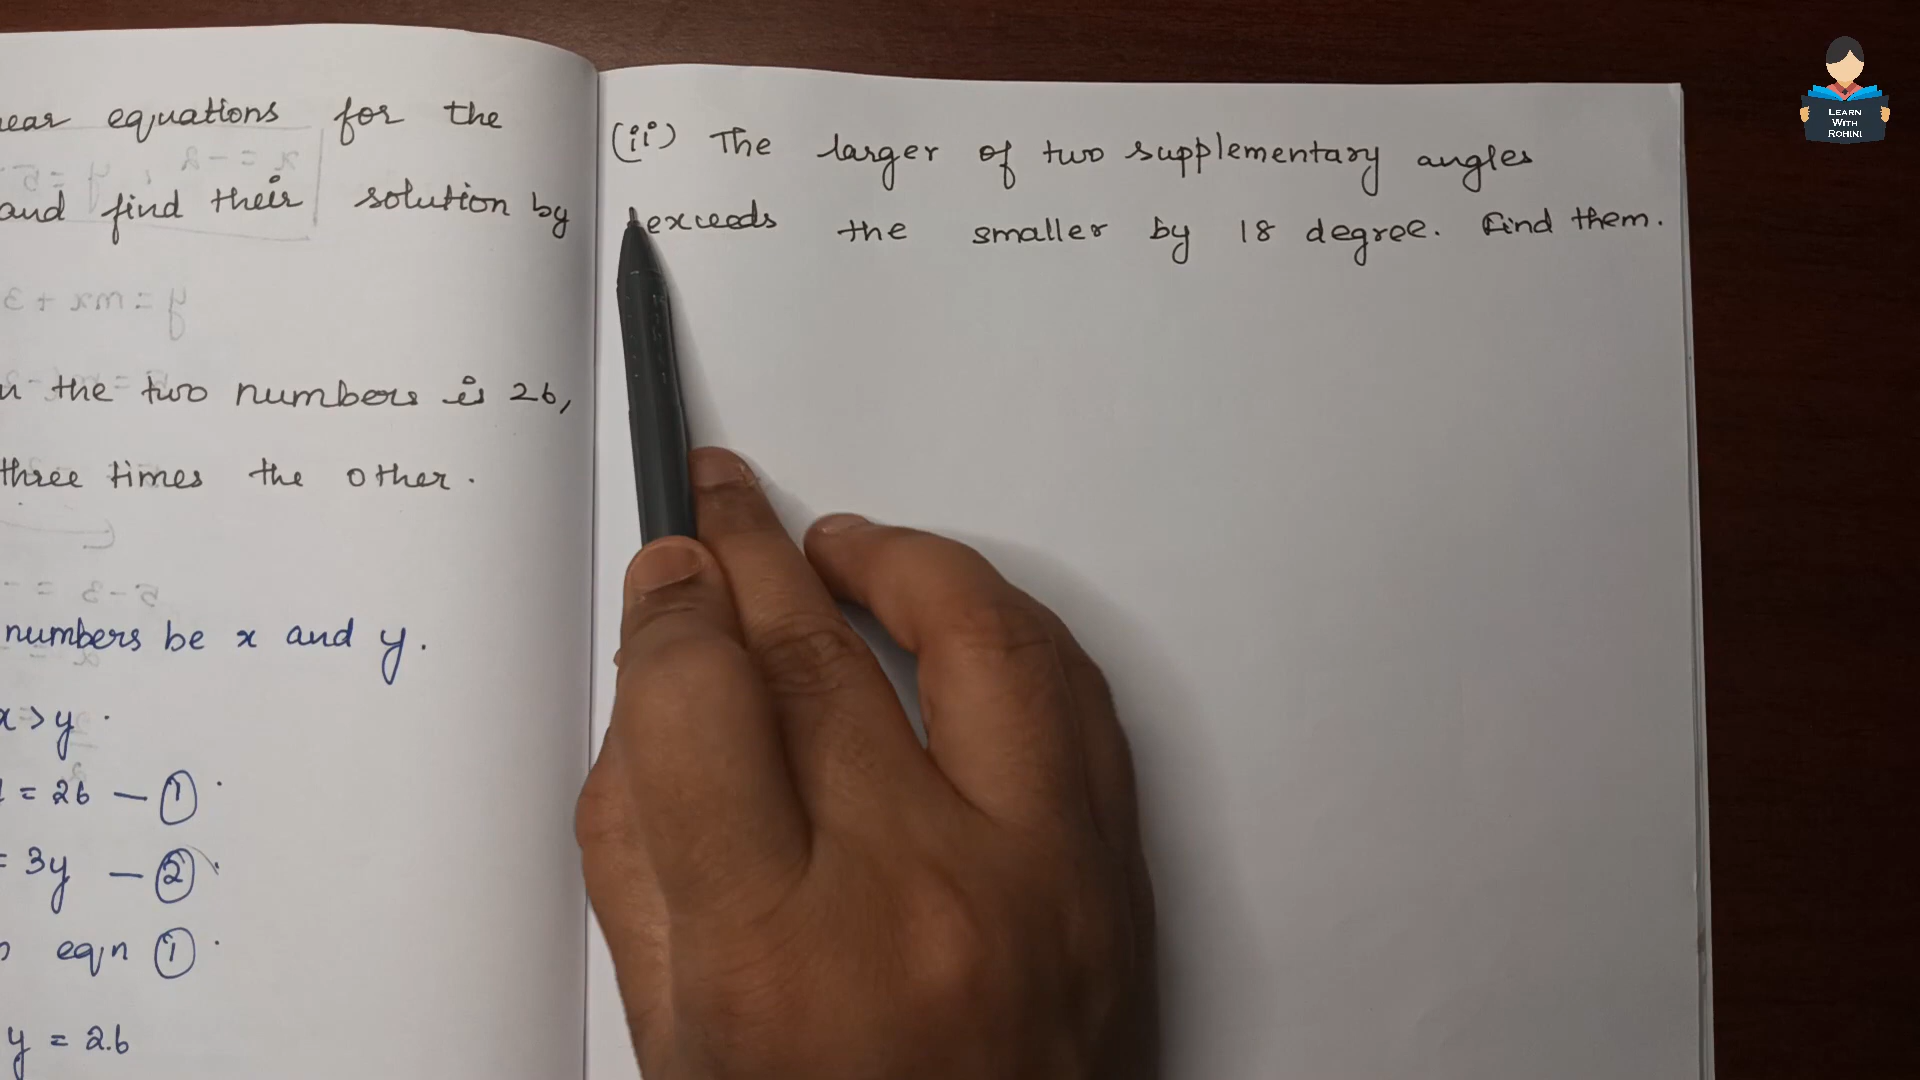 equations for the
and find their solution by
y = mx + 3
the two numbers is 26,
three times the other.
numbers be x and y.
x > y.
= 26 — ①
= 3y — ②
eqn ①
y = 26
(ii) The larger of two supplementary angles
exceeds the smaller by 18 degree. Find them.
LEARN
WITH
ROHINI